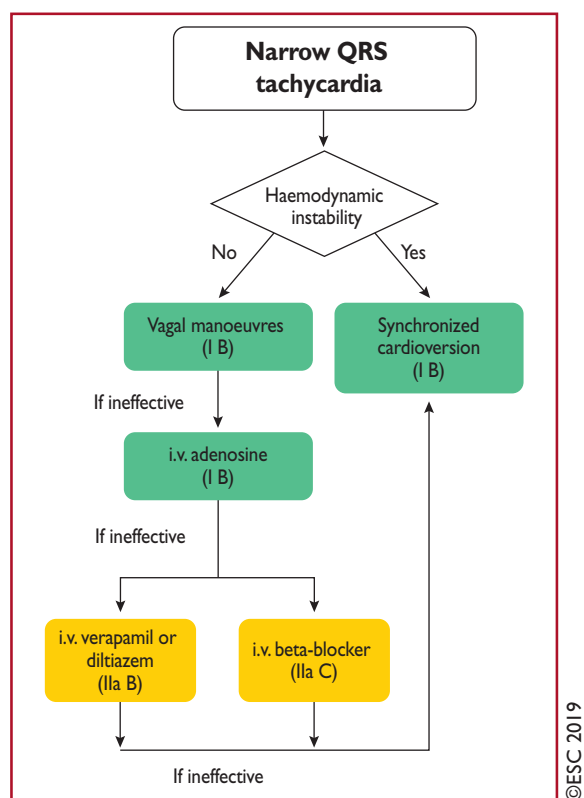 Narrow QRS
tachycardia
Haemodynamic
instability
No
Yes
Vagal manoeuvres
(I B)
Synchronized
cardioversion
(I B)
If ineffective
i.v. adenosine
(I B)
If ineffective
i.v. verapamil or
diltiazem
(IIa B)
i.v. beta-blocker
(IIa C)
If ineffective
©ESC 2019